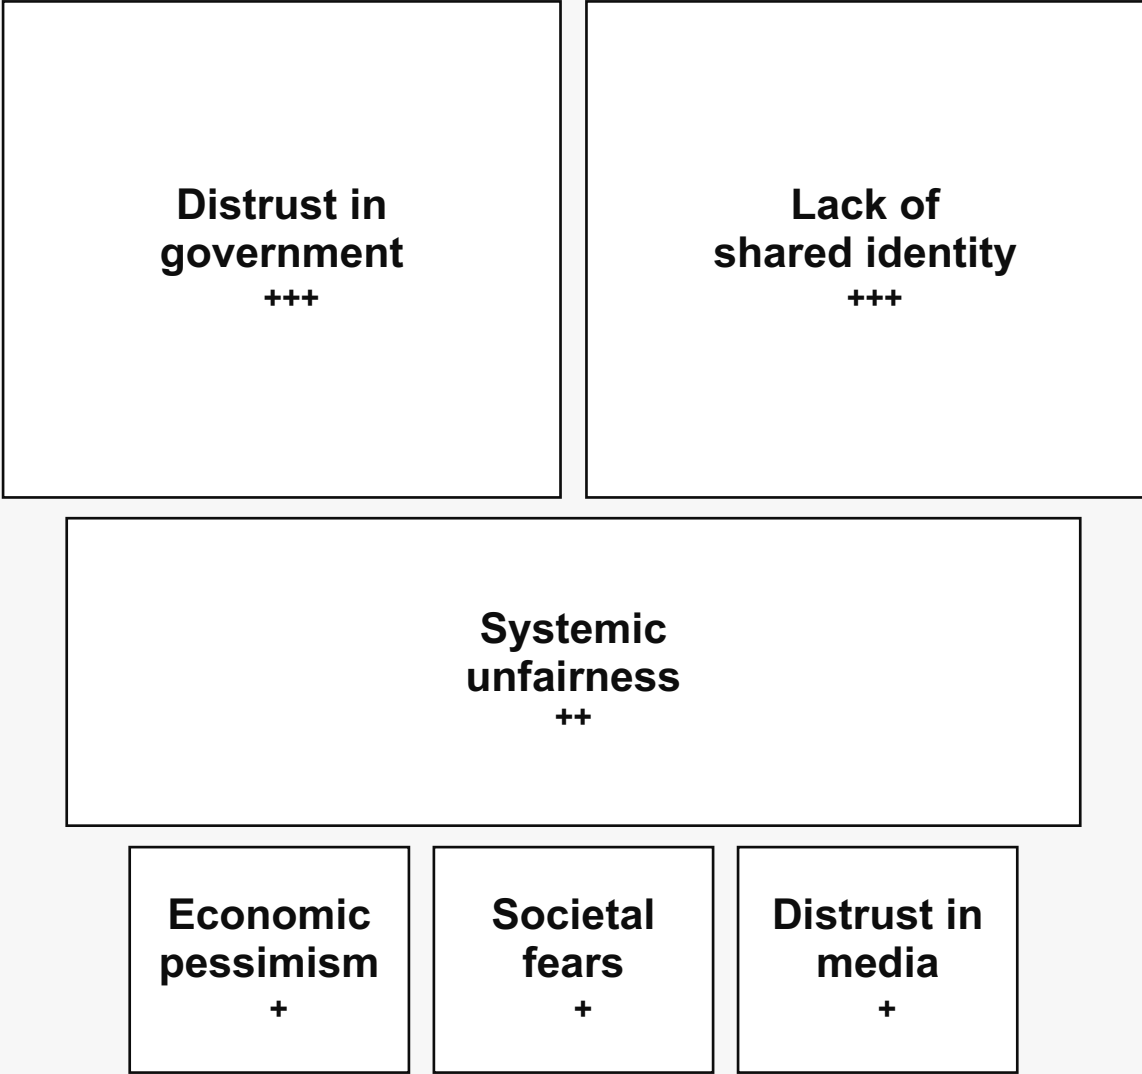 Distrust in
government
+++
Lack of
shared identity
+++
Systemic
unfairness
++
Economic
pessimism
+
Societal
fears
+
Distrust in
media
+